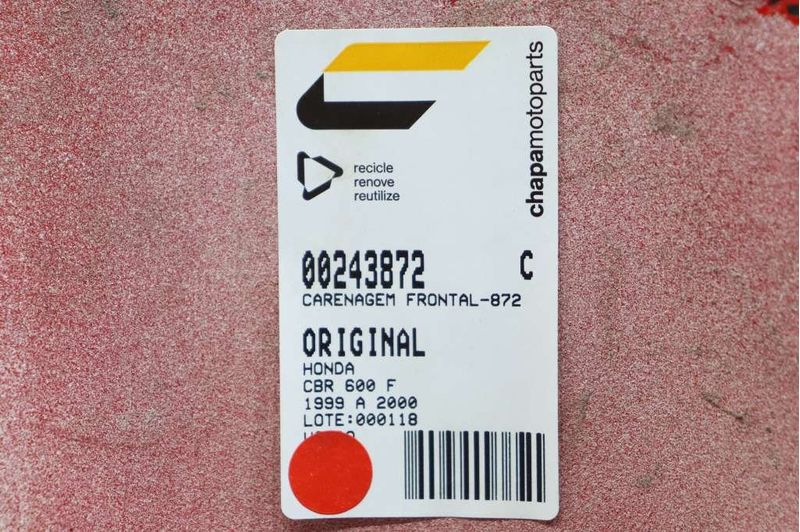 chapamotoparts
recicle
renove
reutilize
00243872 C
CARENAGEM FRONTAL-872
ORIGINAL
HONDA
CBR 600 F
1999 A 2000
LOTE:000118